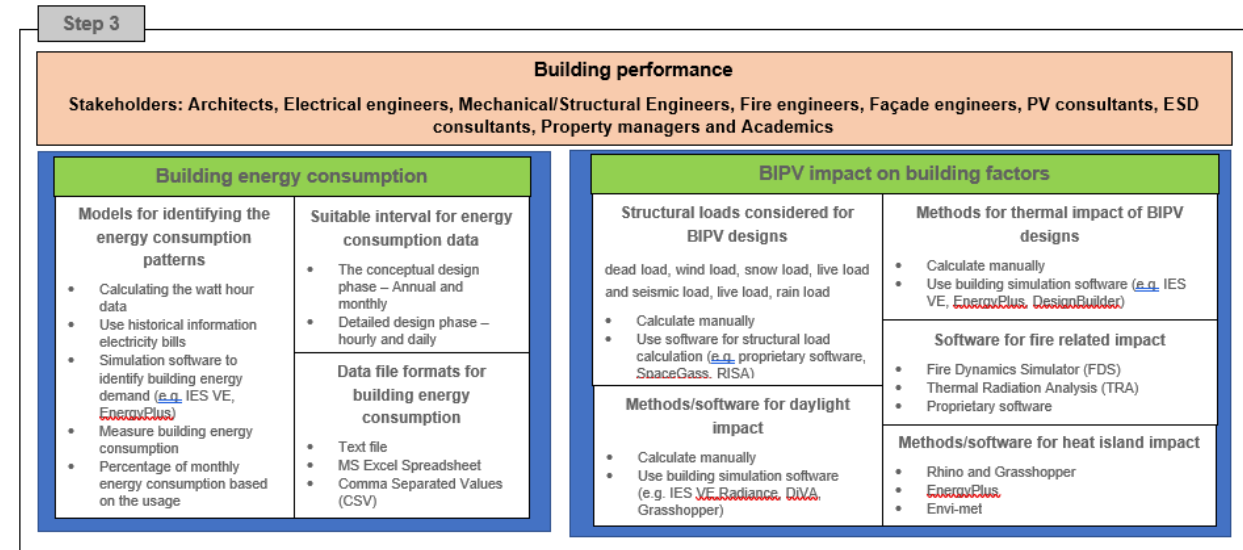 Step 3
Building performance
Stakeholders: Architects, Electrical engineers, Mechanical/Structural Engineers, Fire engineers, Façade engineers, PV consultants, ESD
consultants, Property managers and Academics
Building energy consumption
Models for identifying the
energy consumption
patterns
• Calculating the watt hour
data
• Use historical information
electricity bills
• Simulation software to
identify building energy
demand (e.g. IES VE,
EnergyPlus)
• Measure building energy
consumption
• Percentage of monthly
energy consumption based
on the usage
Suitable interval for energy
consumption data
• The conceptual design
phase – Annual and
monthly
• Detailed design phase –
hourly and daily
Data file formats for
building energy
consumption
• Text file
• MS Excel Spreadsheet
• Comma Separated Values
(CSV)
BIPV impact on building factors
Structural loads considered for
BIPV designs
dead load, wind load, snow load, live load
and seismic load, live load, rain load
• Calculate manually
• Use software for structural load
calculation (e.g. proprietary software,
SpaceGass, RISA)
Methods/software for daylight
impact
• Calculate manually
• Use building simulation software
(e.g. IES VE,Radiance, DiVA,
Grasshopper)
Methods for thermal impact of BIPV
designs
• Calculate manually
• Use building simulation software (e.g. IES
VE, EnergyPlus, DesignBuilder)
Software for fire related impact
• Fire Dynamics Simulator (FDS)
• Thermal Radiation Analysis (TRA)
• Proprietary software
Methods/software for heat island impact
• Rhino and Grasshopper
• EnergyPlus
• Envi-met